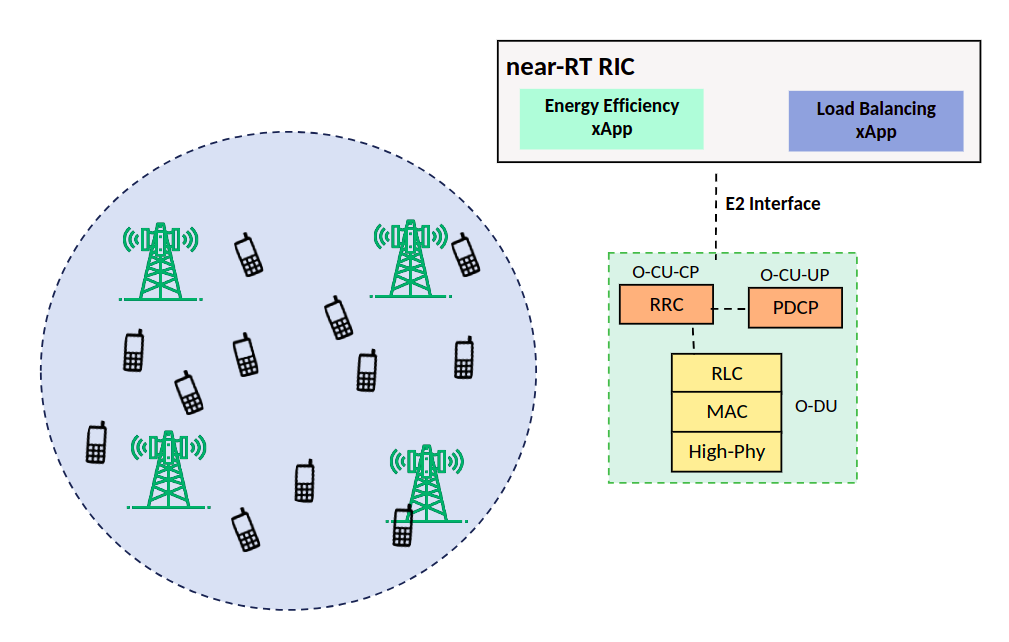 near-RT RIC
Energy Efficiency
xApp
Load Balancing
xApp
E2 Interface
O-CU-CP
O-CU-UP
RRC
PDCP
RLC
MAC
O-DU
High-Phy